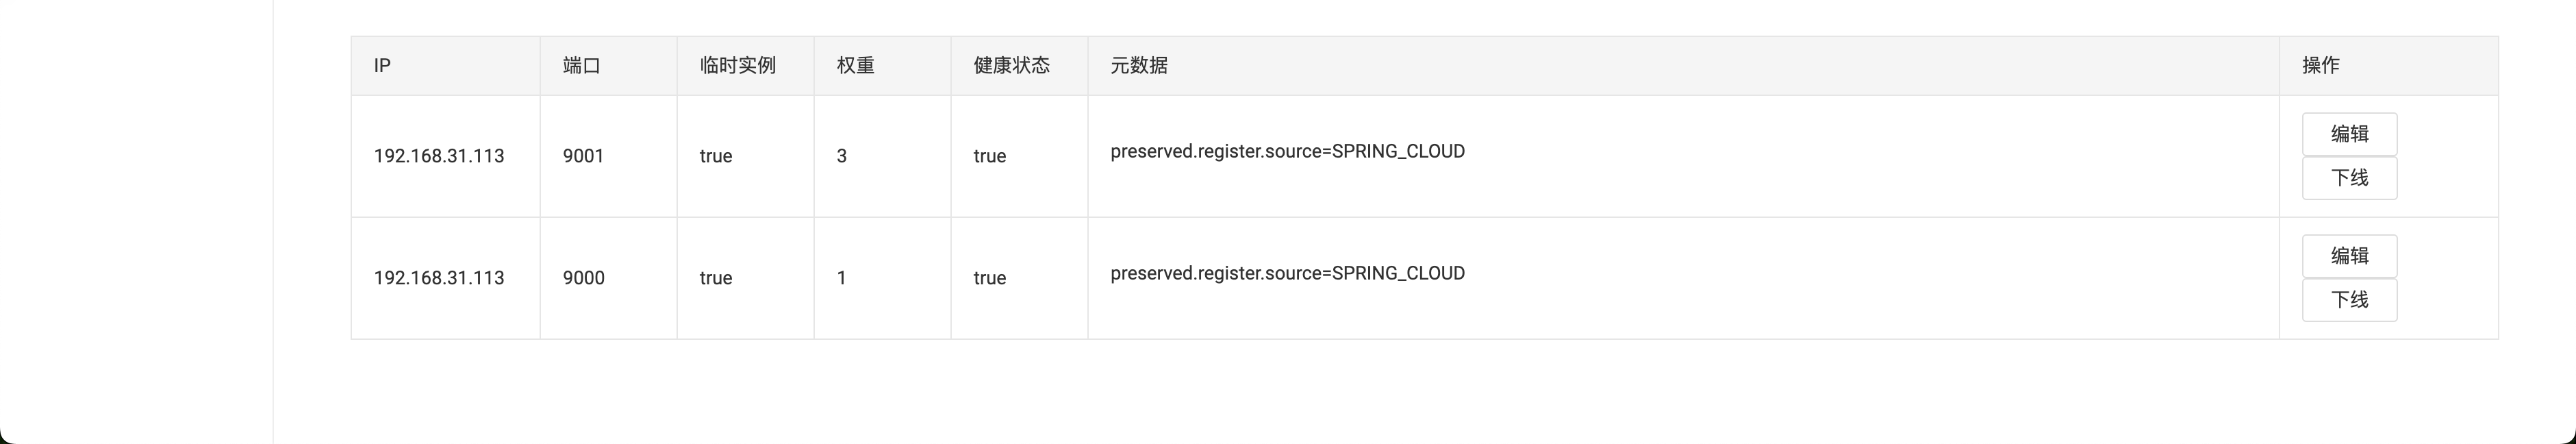 IP 端口 临时实例 权重 健康状态 元数据 操作
192.168.31.113 9001 true 3 true preserved.register.source=SPRING_CLOUD 编辑
下线
192.168.31.113 9000 true 1 true preserved.register.source=SPRING_CLOUD 编辑
下线